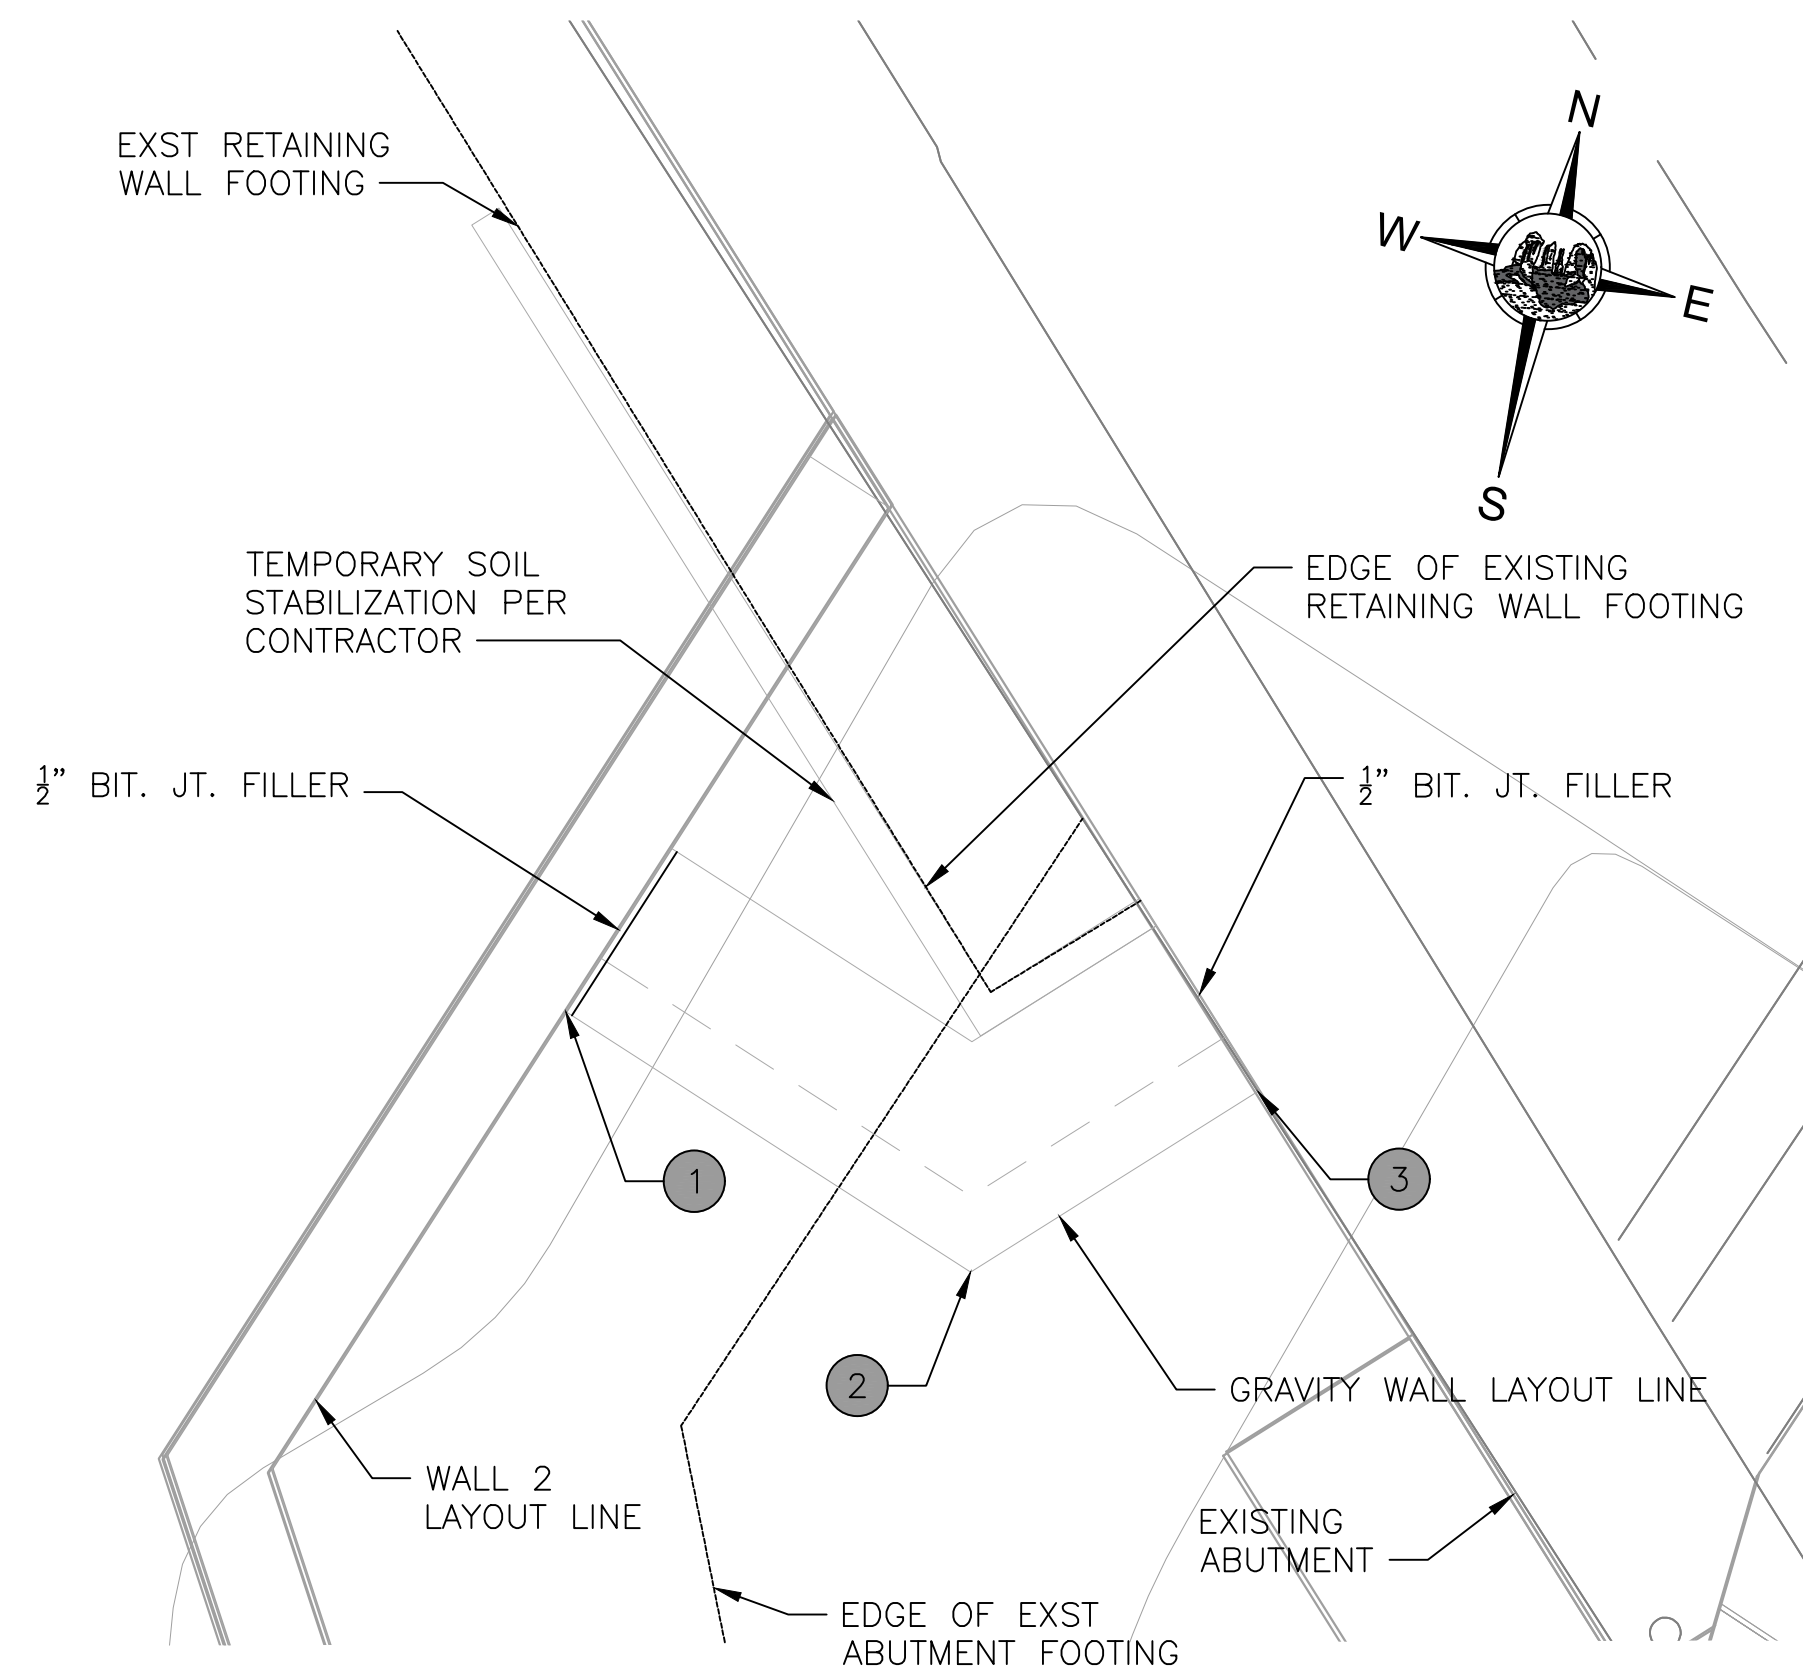 N
EXST RETAINING
WALL FOOTING
W
E
S
TEMPORARY SOIL
STABILIZATION PER
CONTRACTOR
EDGE OF EXISTING
RETAINING WALL FOOTING
½" BIT. JT. FILLER
½" BIT. JT. FILLER
1
3
2
GRAVITY WALL LAYOUT LINE
WALL 2
LAYOUT LINE
EXISTING
ABUTMENT
EDGE OF EXST
ABUTMENT FOOTING